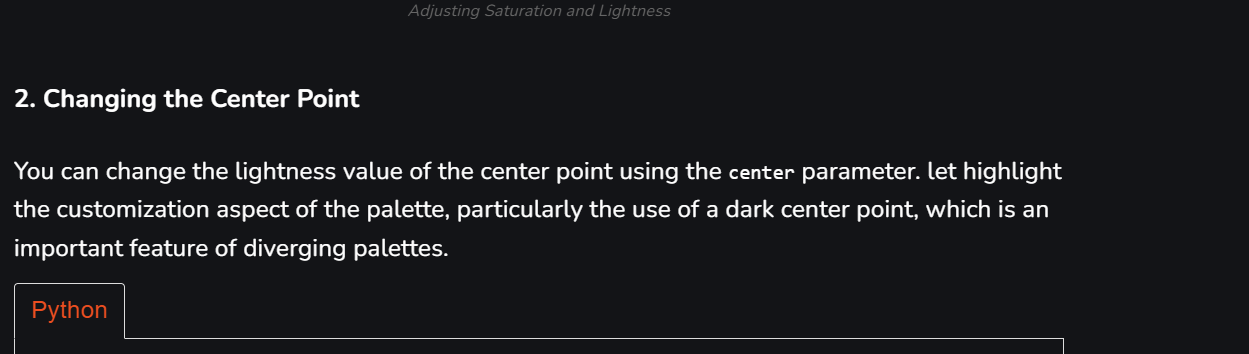 Adjusting Saturation and Lightness
2. Changing the Center Point
You can change the lightness value of the center point using the center parameter. let highlight
the customization aspect of the palette, particularly the use of a dark center point, which is an
important feature of diverging palettes.
Python